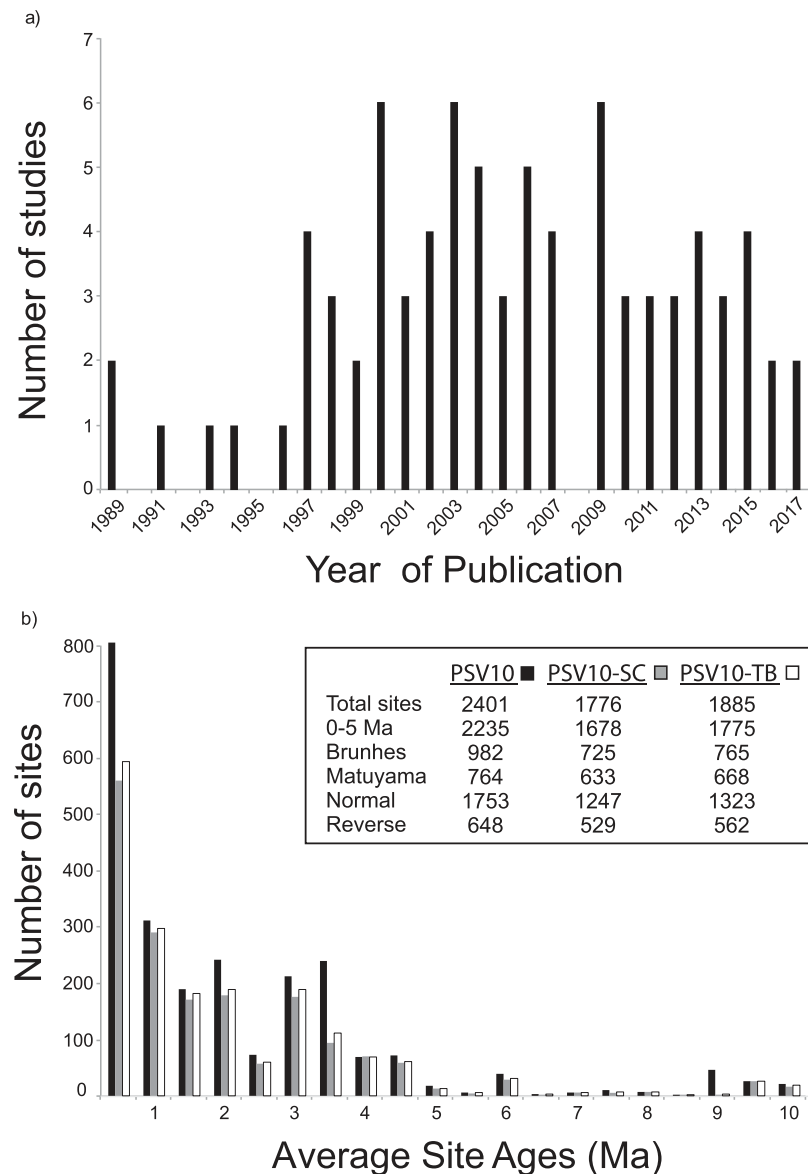 a)
7
6
5
4
3
2
1
0
Number of studies
1989 1991 1993 1995 1997 1999 2001 2003 2005 2007 2009 2011 2013 2015 2017
Year of Publication
b)
800
700
600
500
400
300
200
100
0
Number of sites
PSV10 PSV10-SC PSV10-TB
Total sites 2401 1776 1885
0-5 Ma 2235 1678 1775
Brunhes 982 725 765
Matuyama 764 633 668
Normal 1753 1247 1323
Reverse 648 529 562
1 2 3 4 5 6 7 8 9 10
Average Site Ages (Ma)